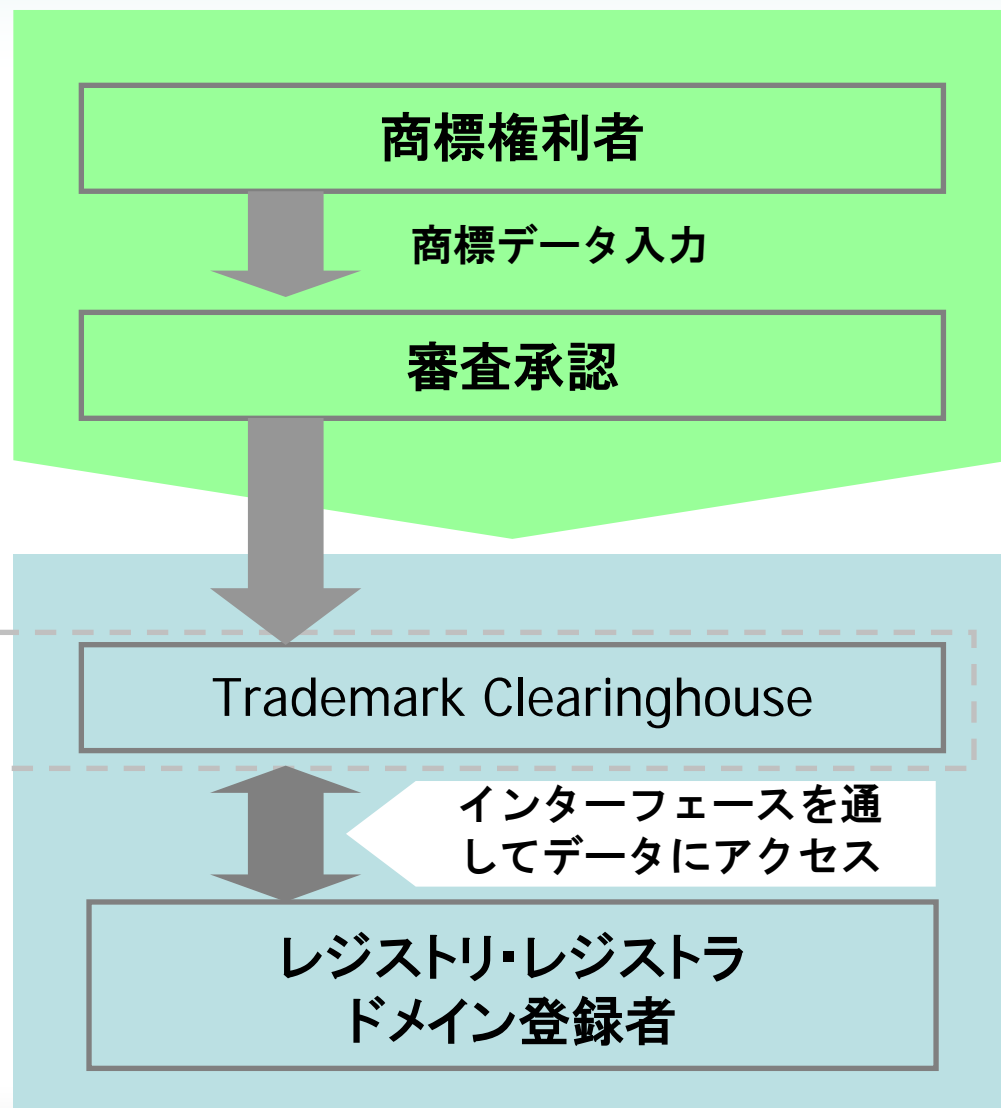 商標権利者
商標データ入力
審査承認
Trademark Clearinghouse
インターフェースを通
してデータにアクセス
レジストリ・レジストラ
ドメイン登録者